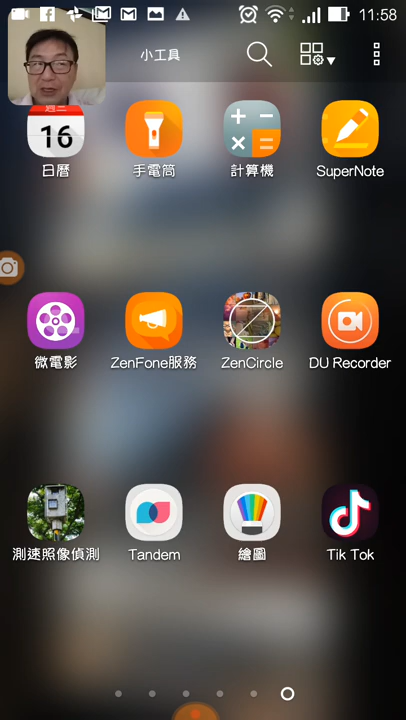 11:58
小工具
週三
16
日曆
手電筒
計算機
SuperNote
微電影
ZenFone服務
ZenCircle
DU Recorder
測速照像偵測
Tandem
繪圖
Tik Tok